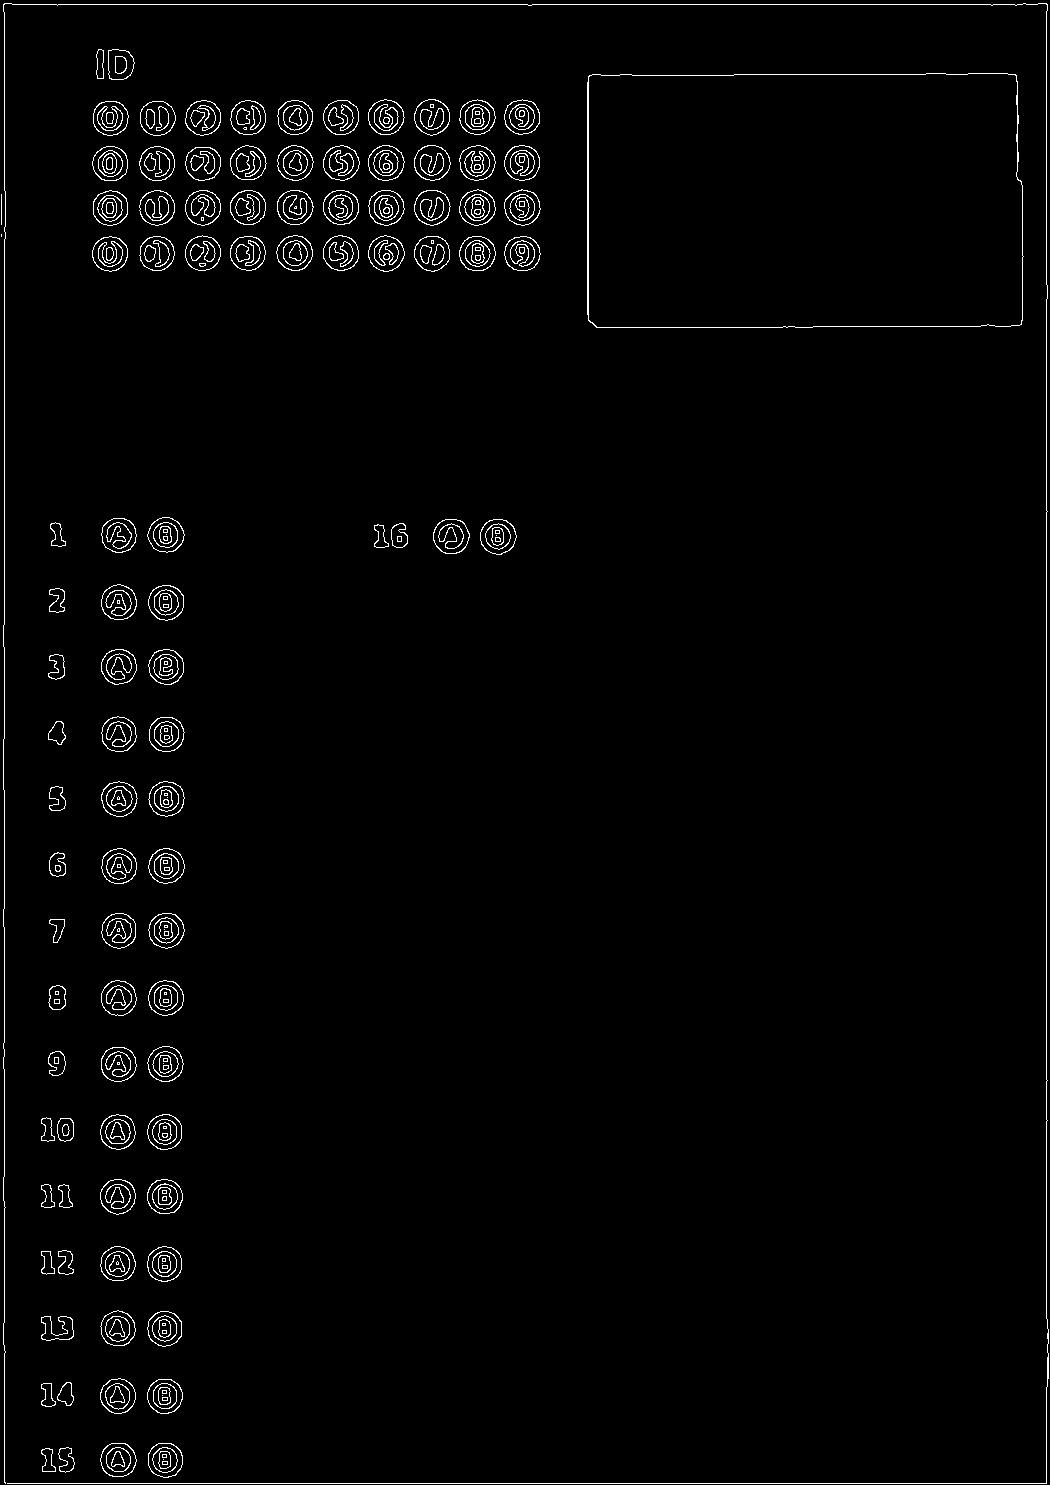 ID
0 1 2 3 4 5 6 7 8 9
0 1 2 3 4 5 6 7 8 9
0 1 2 3 4 5 6 7 8 9
0 1 2 3 4 5 6 7 8 9
1 A B
2 A B
3 A B
4 A B
5 A B
6 A B
7 A B
8 A B
9 A B
10 A B
11 A B
12 A B
13 A B
14 A B
15 A B
16 A B